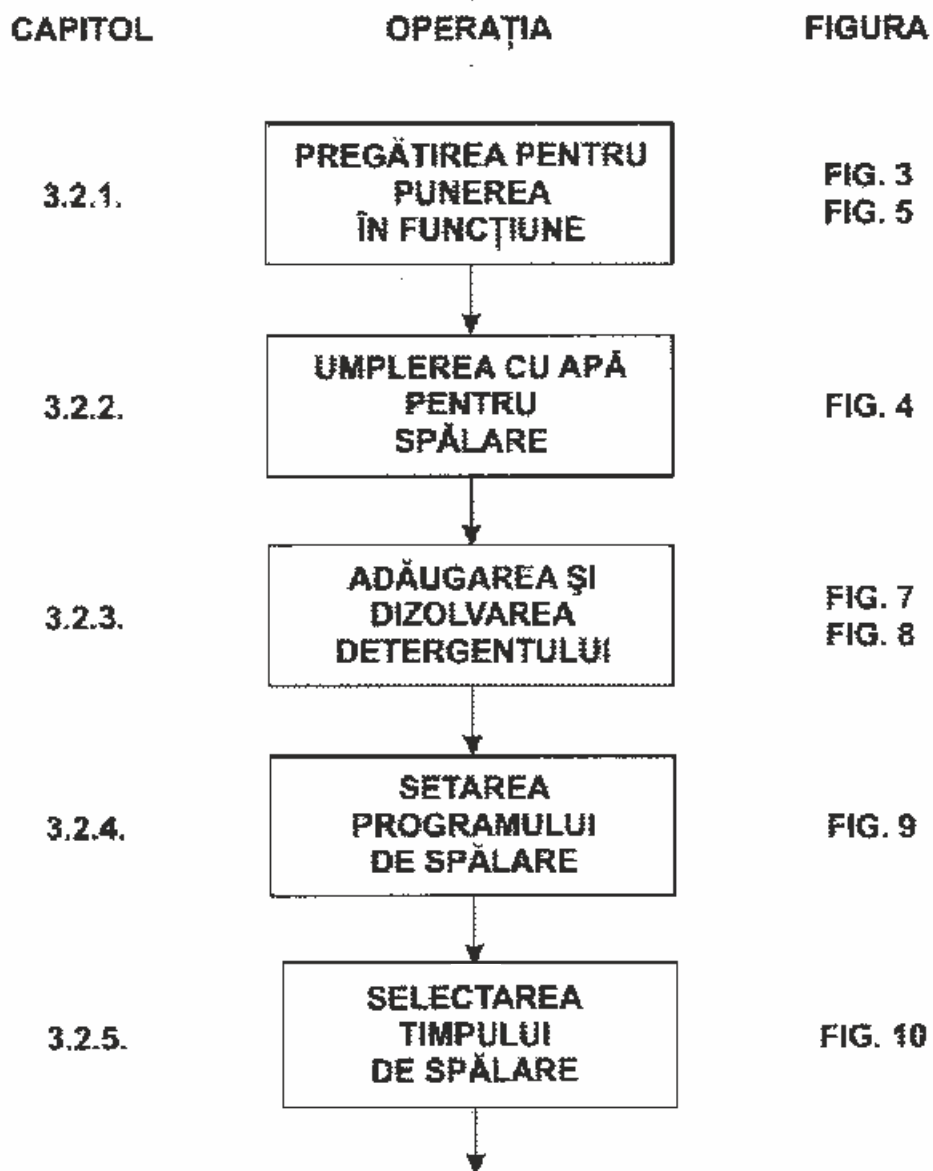 CAPITOL OPERAȚIA FIGURA
PREGĂTIREA PENTRU
PUNEREA
ÎN FUNCȚIUNE
3.2.1.
FIG. 3
FIG. 5
UMPLEREA CU APĂ
PENTRU
SPĂLARE
3.2.2.
FIG. 4
ADĂUGAREA ŞI
DIZOLVAREA
DETERGENTULUI
3.2.3.
FIG. 7
FIG. 8
SETAREA
PROGRAMULUI
DE SPĂLARE
3.2.4.
FIG. 9
SELECTAREA
TIMPULUI
DE SPĂLARE
3.2.5.
FIG. 10